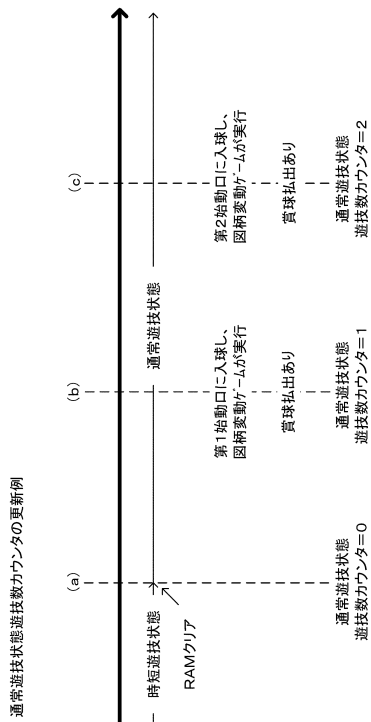 通常遊技状態遊技数カウンタの更新例
(a)
(b)
(c)
時短遊技状態
通常遊技状態
RAMクリア
第1始動口に入球し、
図柄変動ゲームが実行
第2始動口に入球し、
図柄変動ゲームが実行
賞球払出あり
賞球払出あり
通常遊技状態
遊技数カウンタ=0
通常遊技状態
遊技数カウンタ=1
通常遊技状態
遊技数カウンタ=2